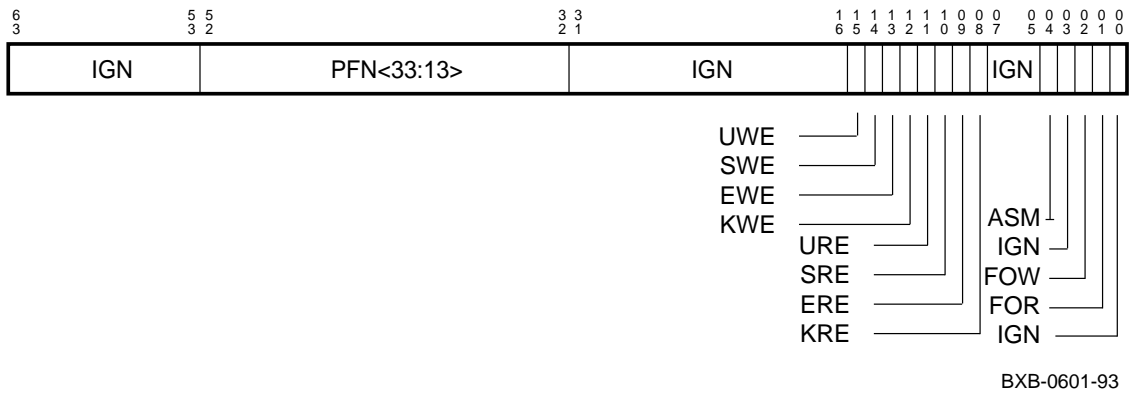 6 5 5 3 3 1 1 1 1 1 1 1 0 0 0 0 0 0 0 0 0
3 3 2 2 1 6 5 4 3 2 1 0 9 8 7 5 4 3 2 1 0
IGN PFN<33:13> IGN IGN
UWE
SWE
EWE
KWE
URE
SRE
ERE
KRE
ASM
IGN
FOW
FOR
IGN
BXB-0601-93